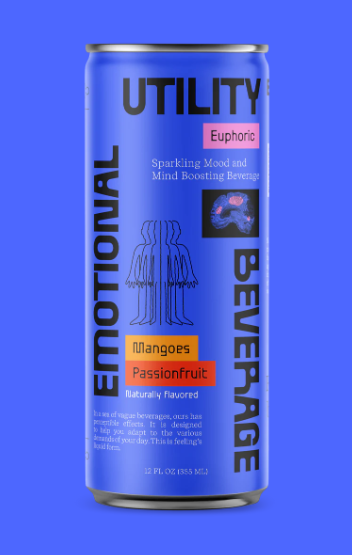 EMOTIONAL
UTILITY
BEVERAGE
Euphoric
Sparkling Mood and
Mind Boosting Beverage
Mangoes
Passionfruit
Naturally Flavored
In a sea of vague beverages, ours has
perceptible effects. It is designed
to help you adapt to the various
demands of your day. This is feeling's
liquid form.
12 FL OZ (355 ML)